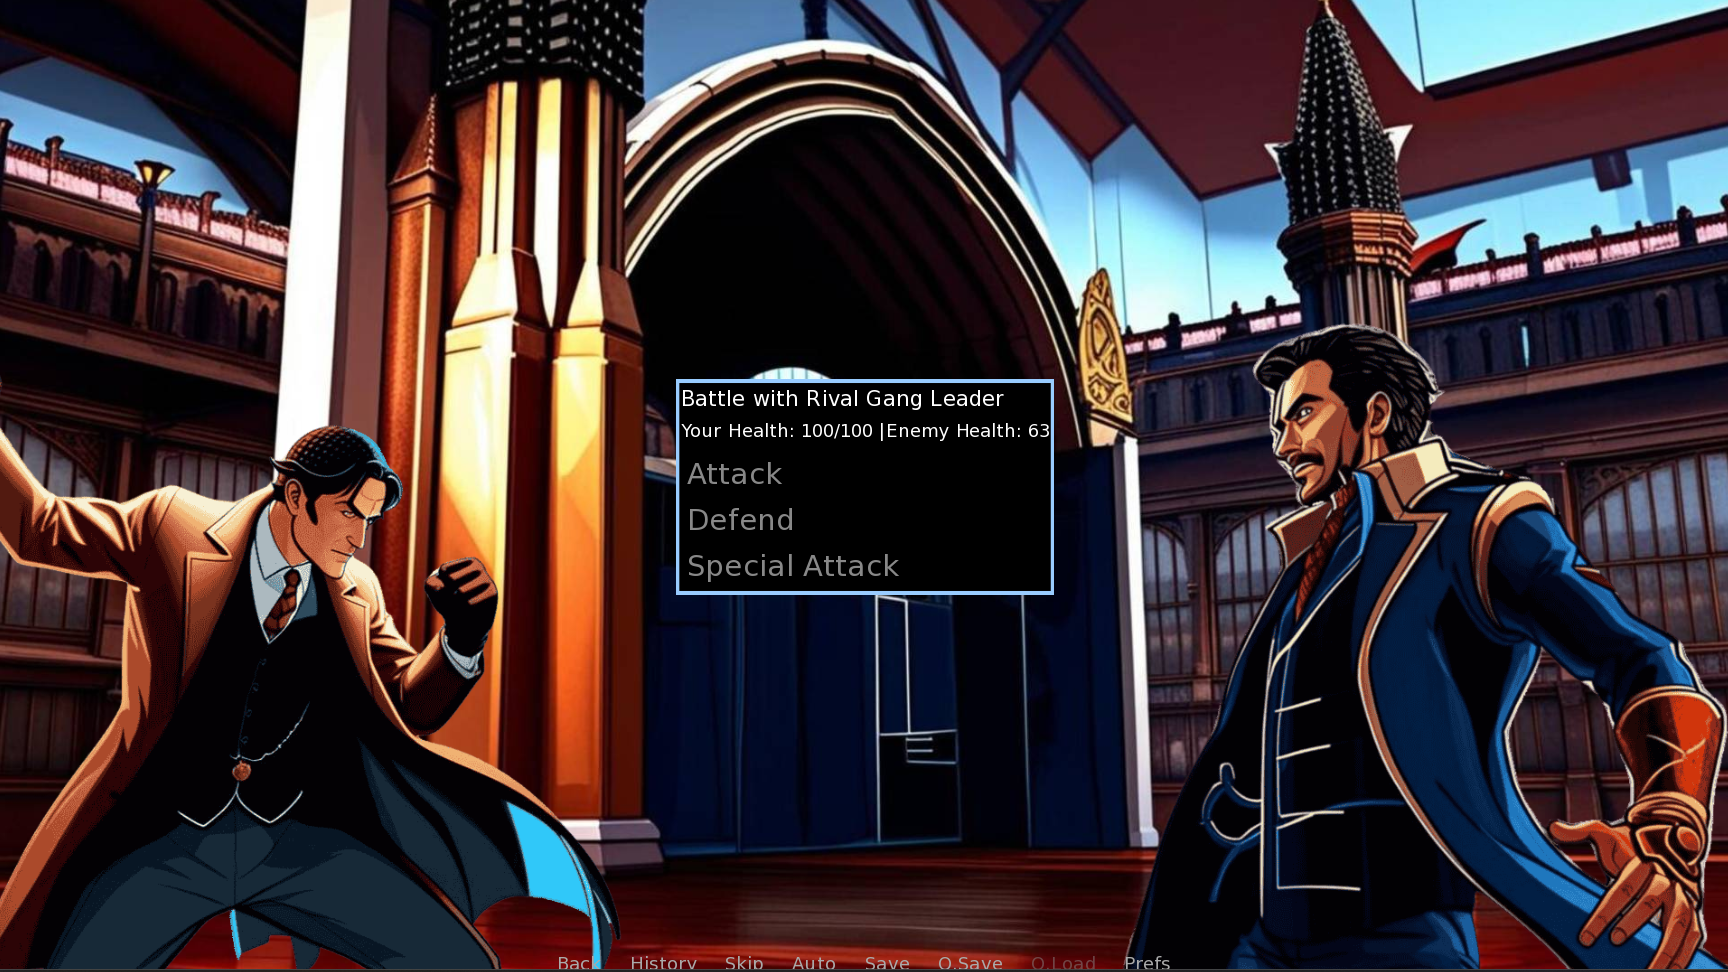 Battle with Rival Gang Leader
Your Health: 100/100 |Enemy Health: 63
Attack
Defend
Special Attack
Back History Skip Auto Save Q.Save Q.Load Prefs